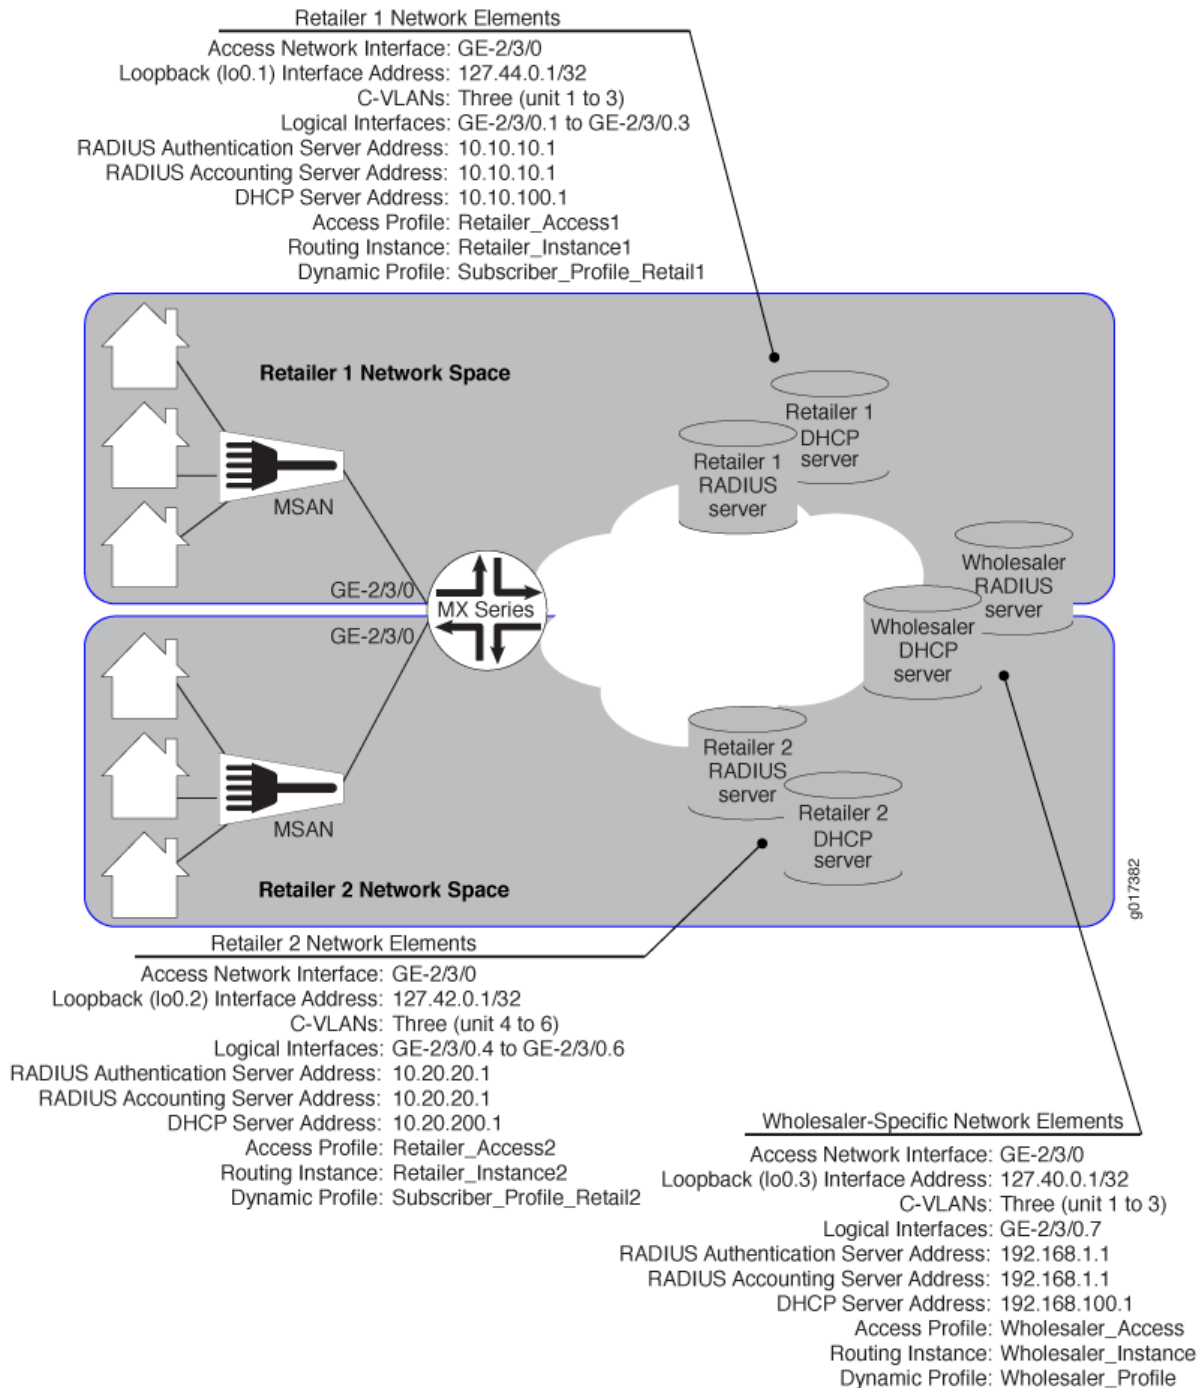 Retailer 1 Network Elements
Access Network Interface: GE-2/3/0
Loopback (lo0.1) Interface Address: 127.44.0.1/32
C-VLANs: Three (unit 1 to 3)
Logical Interfaces: GE-2/3/0.1 to GE-2/3/0.3
RADIUS Authentication Server Address: 10.10.10.1
RADIUS Accounting Server Address: 10.10.10.1
DHCP Server Address: 10.10.100.1
Access Profile: Retailer_Access1
Routing Instance: Retailer_Instance1
Dynamic Profile: Subscriber_Profile_Retail1
Retailer 1 Network Space
Retailer 1
DHCP
server
Retailer 1
RADIUS
server
MSAN
Wholesaler
RADIUS
server
GE-2/3/0
MX Series
GE-2/3/0
Wholesaler
DHCP
server
Retailer 2
RADIUS
server
Retailer 2
DHCP
server
MSAN
Retailer 2 Network Space
g017382
Retailer 2 Network Elements
Access Network Interface: GE-2/3/0
Loopback (lo0.2) Interface Address: 127.42.0.1/32
C-VLANs: Three (unit 4 to 6)
Logical Interfaces: GE-2/3/0.4 to GE-2/3/0.6
RADIUS Authentication Server Address: 10.20.20.1
RADIUS Accounting Server Address: 10.20.20.1
DHCP Server Address: 10.20.200.1
Access Profile: Retailer_Access2
Routing Instance: Retailer_Instance2
Dynamic Profile: Subscriber_Profile_Retail2
Wholesaler-Specific Network Elements
Access Network Interface: GE-2/3/0
Loopback (lo0.3) Interface Address: 127.40.0.1/32
C-VLANs: Three (unit 1 to 3)
Logical Interfaces: GE-2/3/0.7
RADIUS Authentication Server Address: 192.168.1.1
RADIUS Accounting Server Address: 192.168.1.1
DHCP Server Address: 192.168.100.1
Access Profile: Wholesaler_Access
Routing Instance: Wholesaler_Instance
Dynamic Profile: Wholesaler_Profile